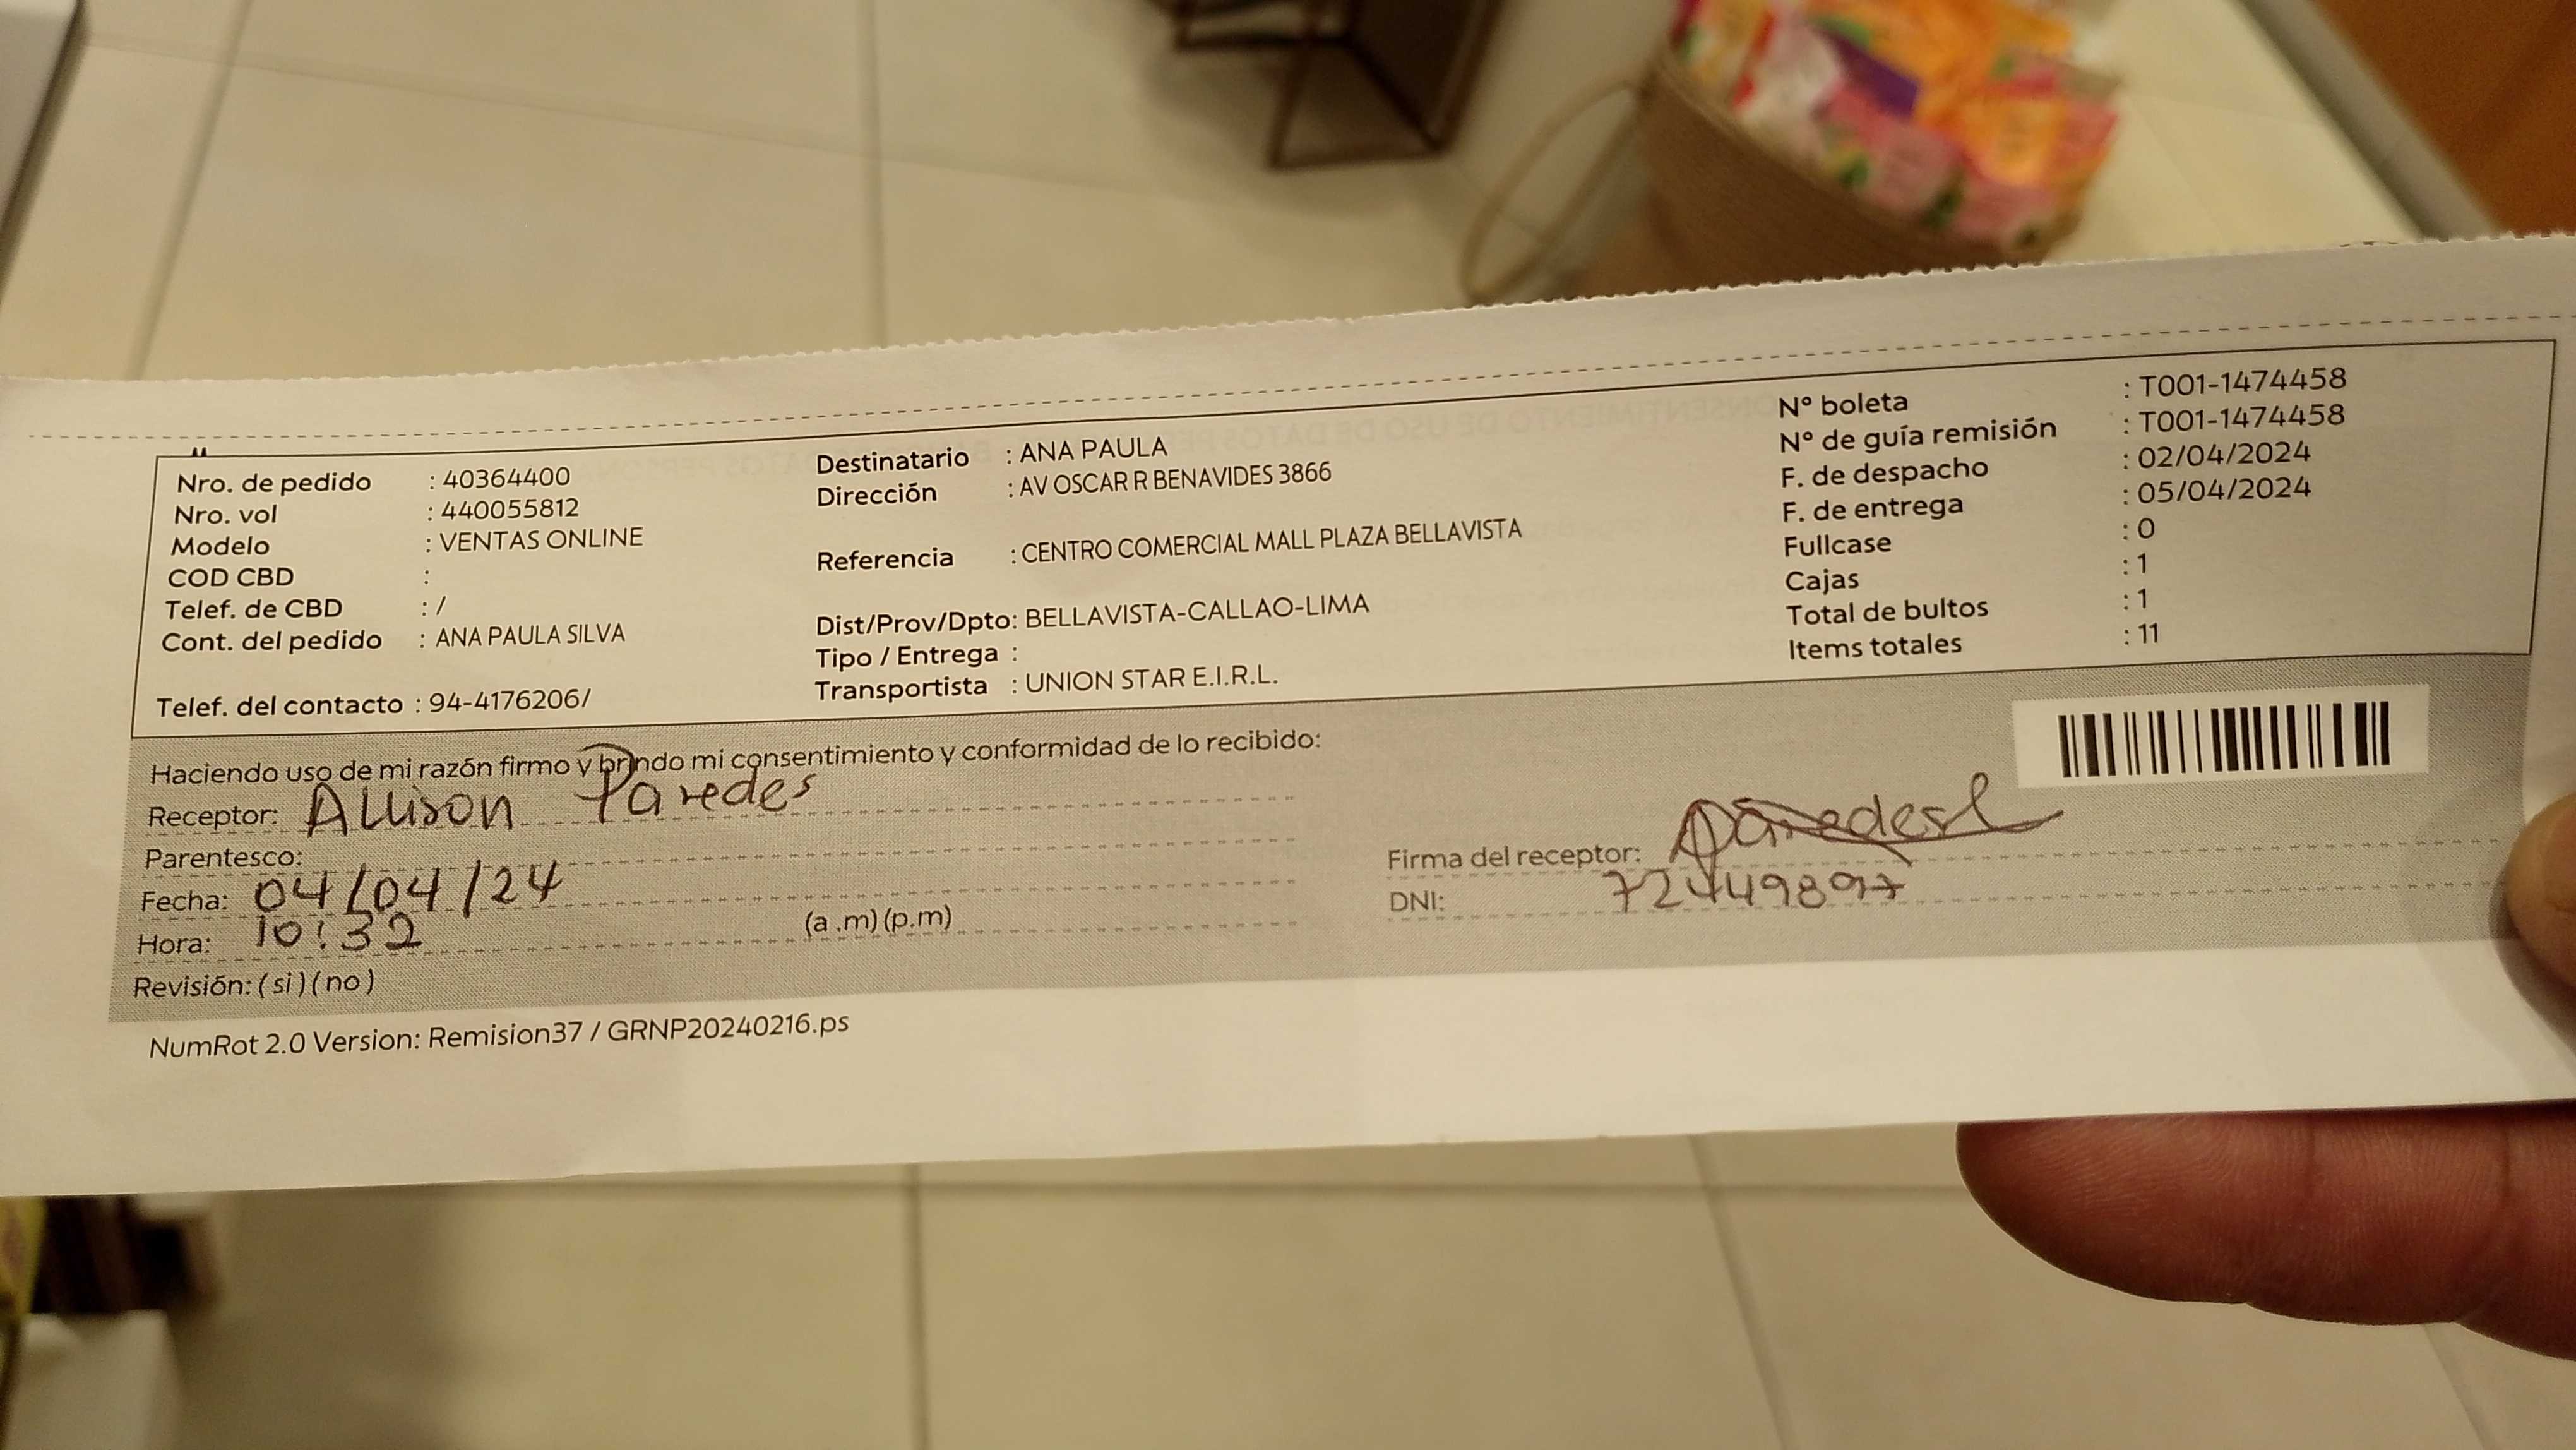 Nro. de pedido : 40364400
Nro. vol : 440055812
Modelo : VENTAS ONLINE
COD CBD :
Telef. de CBD : /
Cont. del pedido : ANA PAULA SILVA
Telef. del contacto : 94-4176206/
Destinatario : ANA PAULA
Dirección : AV OSCAR R BENAVIDES 3866
Referencia : CENTRO COMERCIAL MALL PLAZA BELLAVISTA
Dist/Prov/Dpto: BELLAVISTA-CALLAO-LIMA
Tipo / Entrega :
Transportista : UNION STAR E.I.R.L.
N° boleta : T001-1474458
N° de guía remisión : T001-1474458
F. de despacho : 02/04/2024
F. de entrega : 05/04/2024
Fullcase : 0
Cajas : 1
Total de bultos : 1
Items totales : 11
Haciendo uso de mi razón firmo y brindo mi consentimiento y conformidad de lo recibido:
Receptor: Allison Paredes
Parentesco:
Fecha: 04/04/24
Hora: 10:32 (a .m) (p.m)
Revisión: ( si ) ( no )
Firma del receptor: Paredes
DNI: 72449897
NumRot 2.0 Version: Remision37 / GRNP20240216.ps